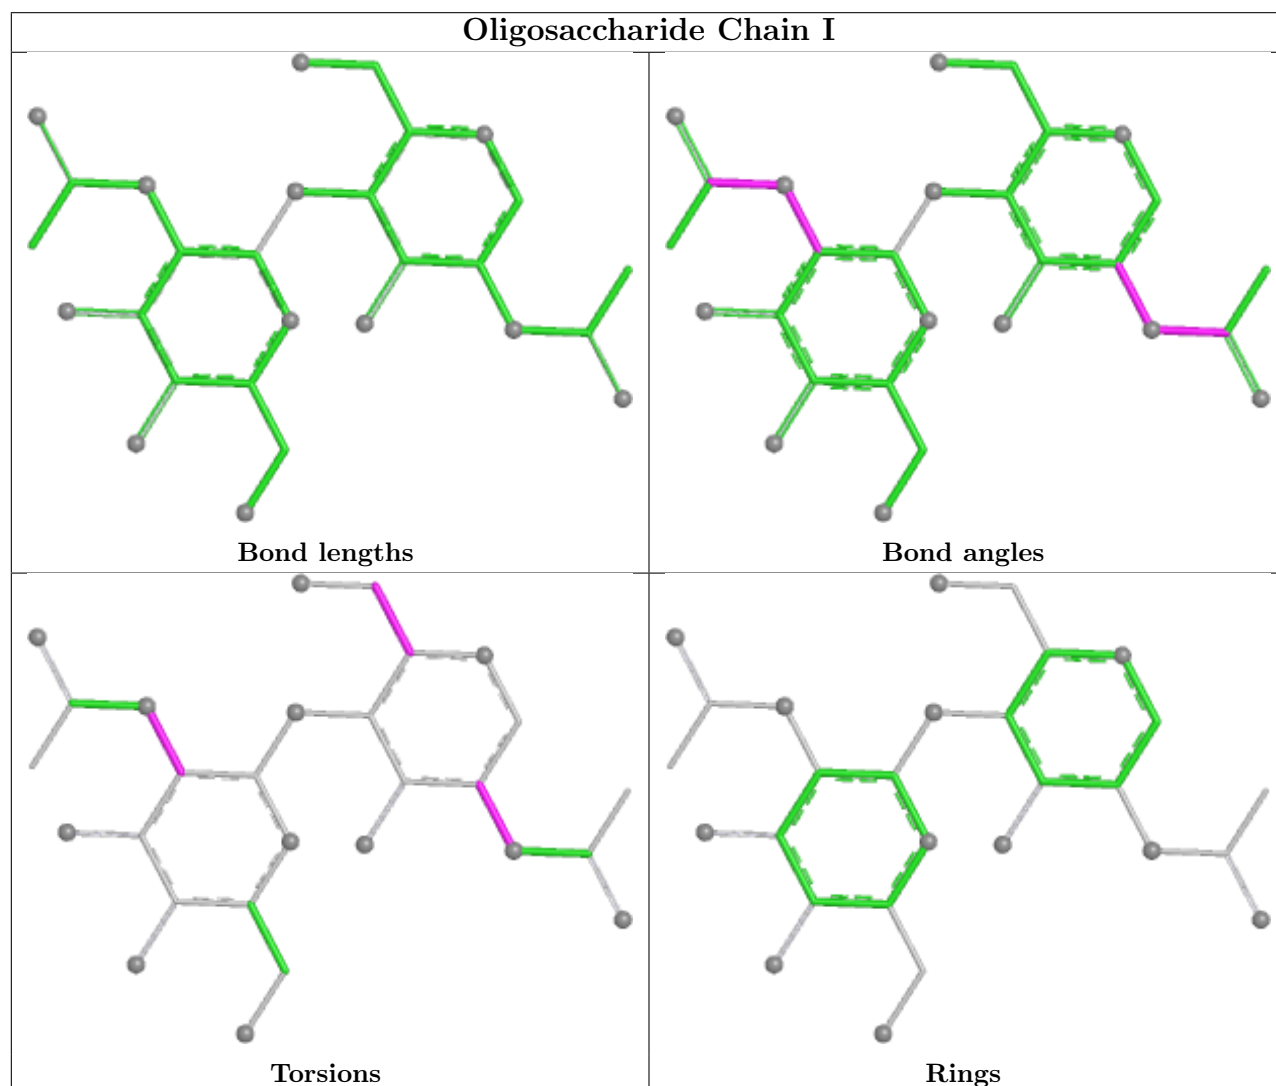 Oligosaccharide Chain I
Bond lengths
Bond angles
Torsions
Rings